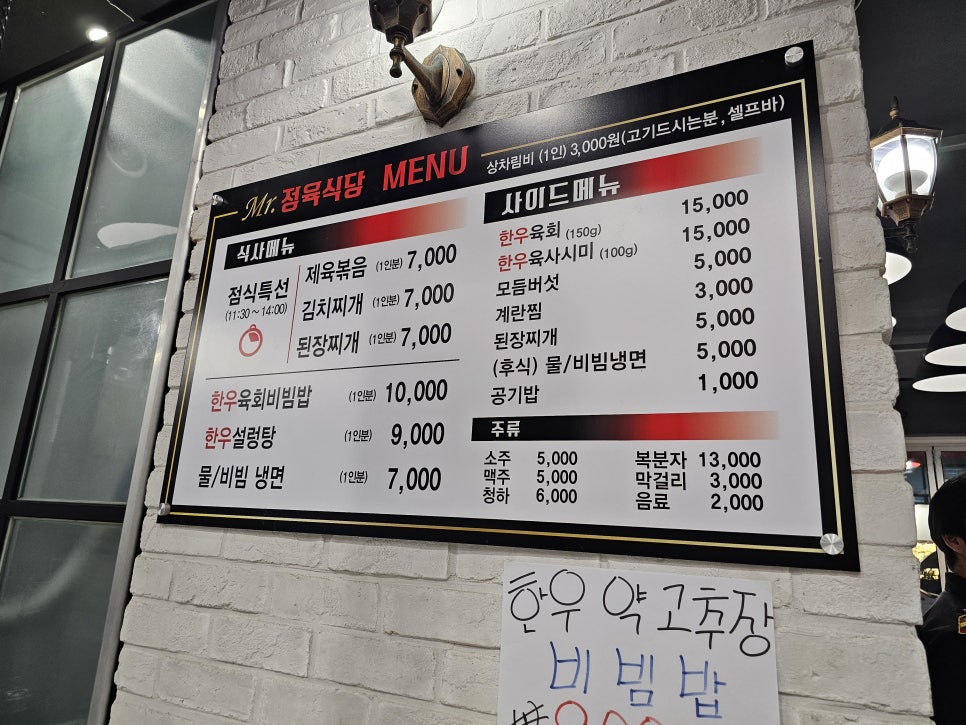 Mr. 점육식당 MENU
상차림비 (1인) 3,000원(고기드시는분, 셀프바)
식사메뉴
점식특선
(11:30 ~ 14:00)
제육볶음 (1인분) 7,000
김치찌개 (1인분) 7,000
된장찌개 (1인분) 7,000
한우육회비빔밥 (1인분) 10,000
한우설렁탕 (1인분) 9,000
물/비빔 냉면 (1인분) 7,000
사이드메뉴
한우육회 (150g) 15,000
한우육사시미 (100g) 15,000
모듬버섯 5,000
계란찜 3,000
된장찌개 5,000
(후식) 물/비빔냉면 5,000
공기밥 1,000
주류
소주 5,000
맥주 5,000
청하 6,000
복분자 13,000
막걸리 3,000
음료 2,000
한우 약 고추장
비빔밥